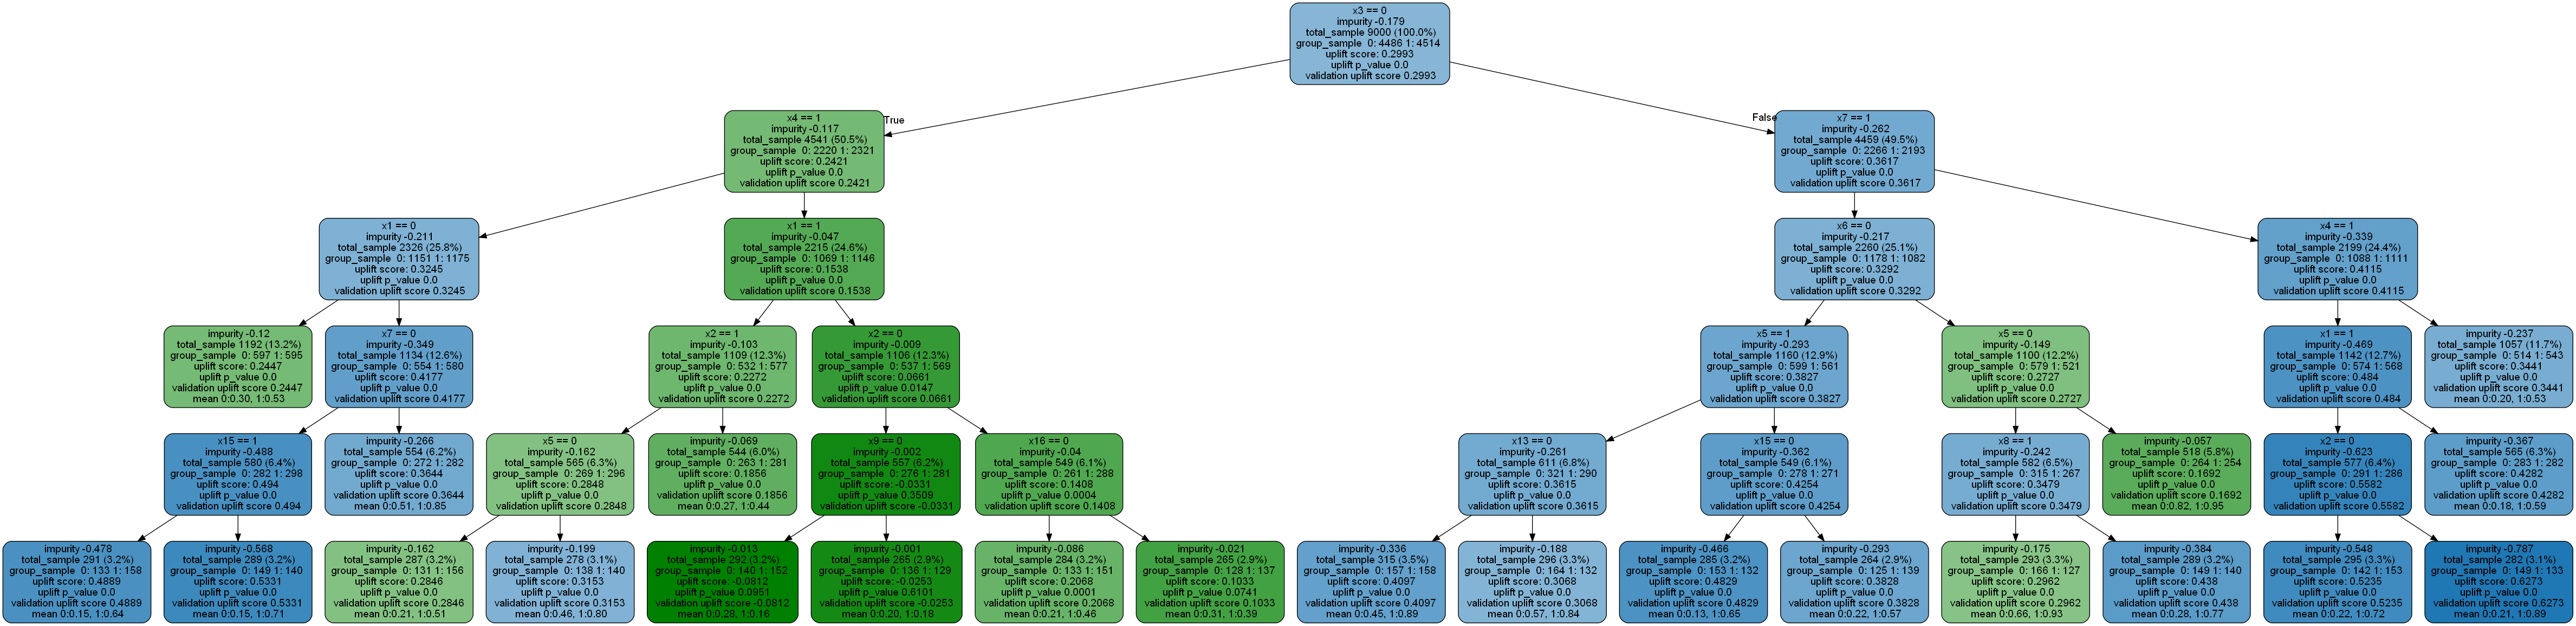 x3 == 0
impurity -0.179
total_sample 9000 (100.0%)
group_sample 0: 4486 1: 4514
uplift score: 0.2993
uplift p_value 0.0
validation uplift score 0.2993
True
False
x4 == 1
impurity -0.117
total_sample 4541 (50.5%)
group_sample 0: 2220 1: 2321
uplift score: 0.2421
uplift p_value 0.0
validation uplift score 0.2421
x7 == 1
impurity -0.262
total_sample 4459 (49.5%)
group_sample 0: 2266 1: 2193
uplift score: 0.3617
uplift p_value 0.0
validation uplift score 0.3617
x1 == 0
impurity -0.211
total_sample 2326 (25.8%)
group_sample 0: 1151 1: 1175
uplift score: 0.3245
uplift p_value 0.0
validation uplift score 0.3245
x1 == 1
impurity -0.047
total_sample 2215 (24.6%)
group_sample 0: 1069 1: 1146
uplift score: 0.1538
uplift p_value 0.0
validation uplift score 0.1538
x6 == 0
impurity -0.217
total_sample 2260 (25.1%)
group_sample 0: 1178 1: 1082
uplift score: 0.3292
uplift p_value 0.0
validation uplift score 0.3292
x4 == 1
impurity -0.339
total_sample 2199 (24.4%)
group_sample 0: 1088 1: 1111
uplift score: 0.4115
uplift p_value 0.0
validation uplift score 0.4115
impurity -0.12
total_sample 1192 (13.2%)
group_sample 0: 597 1: 595
uplift score: 0.2447
uplift p_value 0.0
validation uplift score 0.2447
mean 0:0.30, 1:0.53
x7 == 0
impurity -0.349
total_sample 1134 (12.6%)
group_sample 0: 554 1: 580
uplift score: 0.4177
uplift p_value 0.0
validation uplift score 0.4177
x2 == 1
impurity -0.103
total_sample 1109 (12.3%)
group_sample 0: 532 1: 577
uplift score: 0.2272
uplift p_value 0.0
validation uplift score 0.2272
x2 == 0
impurity -0.009
total_sample 1106 (12.3%)
group_sample 0: 537 1: 569
uplift score: 0.0661
uplift p_value 0.0147
validation uplift score 0.0661
x5 == 1
impurity -0.293
total_sample 1160 (12.9%)
group_sample 0: 599 1: 561
uplift score: 0.3827
uplift p_value 0.0
validation uplift score 0.3827
x5 == 0
impurity -0.149
total_sample 1100 (12.2%)
group_sample 0: 579 1: 521
uplift score: 0.2727
uplift p_value 0.0
validation uplift score 0.2727
x1 == 1
impurity -0.469
total_sample 1142 (12.7%)
group_sample 0: 574 1: 568
uplift score: 0.484
uplift p_value 0.0
validation uplift score 0.484
impurity -0.237
total_sample 1057 (11.7%)
group_sample 0: 514 1: 543
uplift score: 0.3441
uplift p_value 0.0
validation uplift score 0.3441
mean 0:0.20, 1:0.53
x15 == 1
impurity -0.488
total_sample 580 (6.4%)
group_sample 0: 282 1: 298
uplift score: 0.494
uplift p_value 0.0
validation uplift score 0.494
impurity -0.266
total_sample 554 (6.2%)
group_sample 0: 272 1: 282
uplift score: 0.3644
uplift p_value 0.0
validation uplift score 0.3644
mean 0:0.51, 1:0.85
x5 == 0
impurity -0.162
total_sample 565 (6.3%)
group_sample 0: 269 1: 296
uplift score: 0.2848
uplift p_value 0.0
validation uplift score 0.2848
impurity -0.069
total_sample 544 (6.0%)
group_sample 0: 263 1: 281
uplift score: 0.1856
uplift p_value 0.0
validation uplift score 0.1856
mean 0:0.27, 1:0.44
x9 == 0
impurity -0.002
total_sample 557 (6.2%)
group_sample 0: 276 1: 281
uplift score: -0.0331
uplift p_value 0.3509
validation uplift score -0.0331
x16 == 0
impurity -0.04
total_sample 549 (6.1%)
group_sample 0: 261 1: 288
uplift score: 0.1408
uplift p_value 0.0004
validation uplift score 0.1408
x13 == 0
impurity -0.261
total_sample 611 (6.8%)
group_sample 0: 321 1: 290
uplift score: 0.3615
uplift p_value 0.0
validation uplift score 0.3615
x15 == 0
impurity -0.362
total_sample 549 (6.1%)
group_sample 0: 278 1: 271
uplift score: 0.4254
uplift p_value 0.0
validation uplift score 0.4254
x8 == 1
impurity -0.242
total_sample 582 (6.5%)
group_sample 0: 315 1: 267
uplift score: 0.3479
uplift p_value 0.0
validation uplift score 0.3479
impurity -0.057
total_sample 518 (5.8%)
group_sample 0: 264 1: 254
uplift score: 0.1692
uplift p_value 0.0
validation uplift score 0.1692
mean 0:0.82, 1:0.95
x2 == 0
impurity -0.623
total_sample 577 (6.4%)
group_sample 0: 291 1: 286
uplift score: 0.5582
uplift p_value 0.0
validation uplift score 0.5582
impurity -0.367
total_sample 565 (6.3%)
group_sample 0: 283 1: 282
uplift score: 0.4282
uplift p_value 0.0
validation uplift score 0.4282
mean 0:0.18, 1:0.59
impurity -0.478
total_sample 291 (3.2%)
group_sample 0: 133 1: 158
uplift score: 0.4889
uplift p_value 0.0
validation uplift score 0.4889
mean 0:0.15, 1:0.64
impurity -0.568
total_sample 289 (3.2%)
group_sample 0: 149 1: 140
uplift score: 0.5331
uplift p_value 0.0
validation uplift score 0.5331
mean 0:0.15, 1:0.71
impurity -0.162
total_sample 287 (3.2%)
group_sample 0: 131 1: 156
uplift score: 0.2846
uplift p_value 0.0
validation uplift score 0.2846
mean 0:0.21, 1:0.51
impurity -0.199
total_sample 278 (3.1%)
group_sample 0: 138 1: 140
uplift score: 0.3153
uplift p_value 0.0
validation uplift score 0.3153
mean 0:0.46, 1:0.80
impurity -0.013
total_sample 292 (3.2%)
group_sample 0: 140 1: 152
uplift score: -0.0812
uplift p_value 0.0951
validation uplift score -0.0812
mean 0:0.28, 1:0.16
impurity -0.001
total_sample 265 (2.9%)
group_sample 0: 136 1: 129
uplift score: -0.0253
uplift p_value 0.6101
validation uplift score -0.0253
mean 0:0.20, 1:0.18
impurity -0.086
total_sample 284 (3.2%)
group_sample 0: 133 1: 151
uplift score: 0.2068
uplift p_value 0.0001
validation uplift score 0.2068
mean 0:0.21, 1:0.46
impurity -0.021
total_sample 265 (2.9%)
group_sample 0: 128 1: 137
uplift score: 0.1033
uplift p_value 0.0741
validation uplift score 0.1033
mean 0:0.31, 1:0.39
impurity -0.336
total_sample 315 (3.5%)
group_sample 0: 157 1: 158
uplift score: 0.4097
uplift p_value 0.0
validation uplift score 0.4097
mean 0:0.45, 1:0.89
impurity -0.188
total_sample 296 (3.3%)
group_sample 0: 164 1: 132
uplift score: 0.3068
uplift p_value 0.0
validation uplift score 0.3068
mean 0:0.57, 1:0.84
impurity -0.466
total_sample 285 (3.2%)
group_sample 0: 153 1: 132
uplift score: 0.4829
uplift p_value 0.0
validation uplift score 0.4829
mean 0:0.13, 1:0.65
impurity -0.293
total_sample 264 (2.9%)
group_sample 0: 125 1: 139
uplift score: 0.3828
uplift p_value 0.0
validation uplift score 0.3828
mean 0:0.22, 1:0.57
impurity -0.175
total_sample 293 (3.3%)
group_sample 0: 166 1: 127
uplift score: 0.2962
uplift p_value 0.0
validation uplift score 0.2962
mean 0:0.66, 1:0.93
impurity -0.384
total_sample 289 (3.2%)
group_sample 0: 149 1: 140
uplift score: 0.438
uplift p_value 0.0
validation uplift score 0.438
mean 0:0.28, 1:0.77
impurity -0.548
total_sample 295 (3.3%)
group_sample 0: 142 1: 153
uplift score: 0.5235
uplift p_value 0.0
validation uplift score 0.5235
mean 0:0.22, 1:0.72
impurity -0.787
total_sample 282 (3.1%)
group_sample 0: 149 1: 133
uplift score: 0.6273
uplift p_value 0.0
validation uplift score 0.6273
mean 0:0.21, 1:0.89